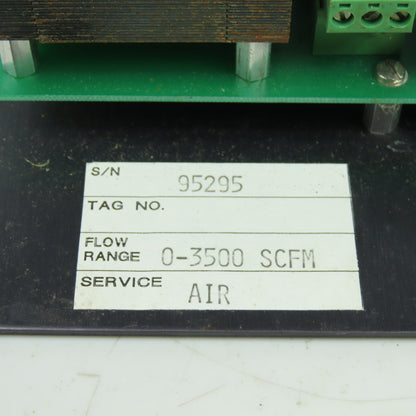 S/N 95295
TAG NO.
FLOW
RANGE 0-3500 SCFM
SERVICE AIR